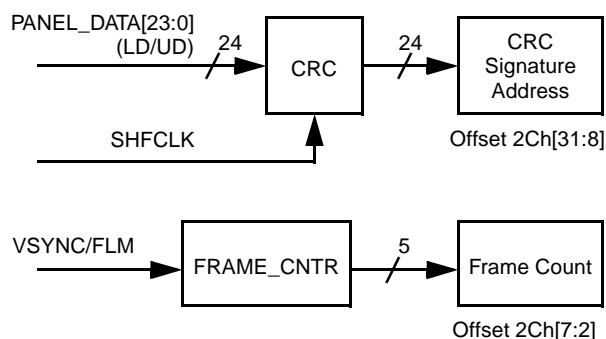 PANEL_DATA[23:0]
(LD/UD)
24
CRC
24
CRC
Signature
Address
SHFCLK
Offset 2Ch[31:8]
VSYNC/FLM
FRAME_CNTR
5
Frame Count
Offset 2Ch[7:2]